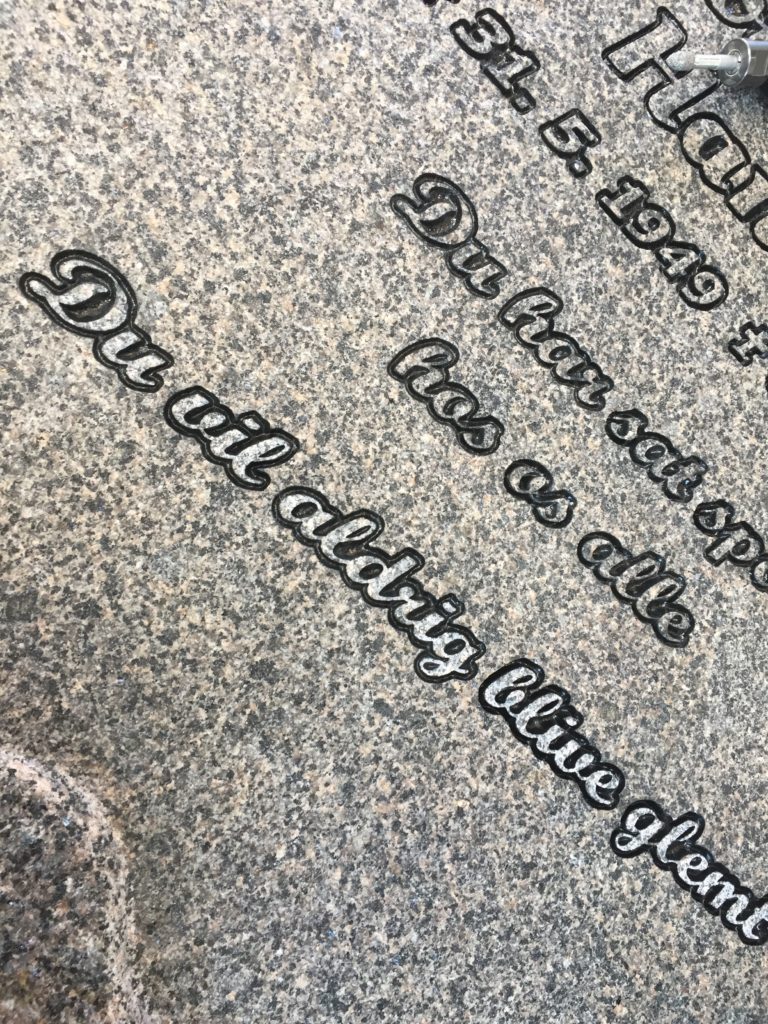 31. 5. 1949
Du har sat
hos os alle
Du vil aldrig blive glemt